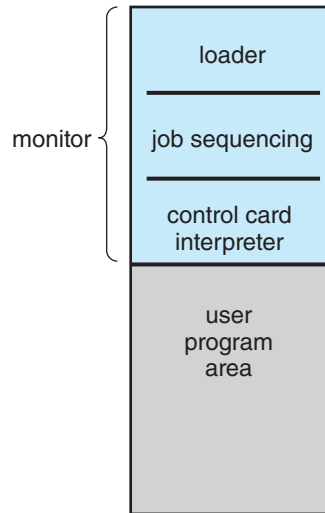 loader
monitor
job sequencing
control card
interpreter
user
program
area